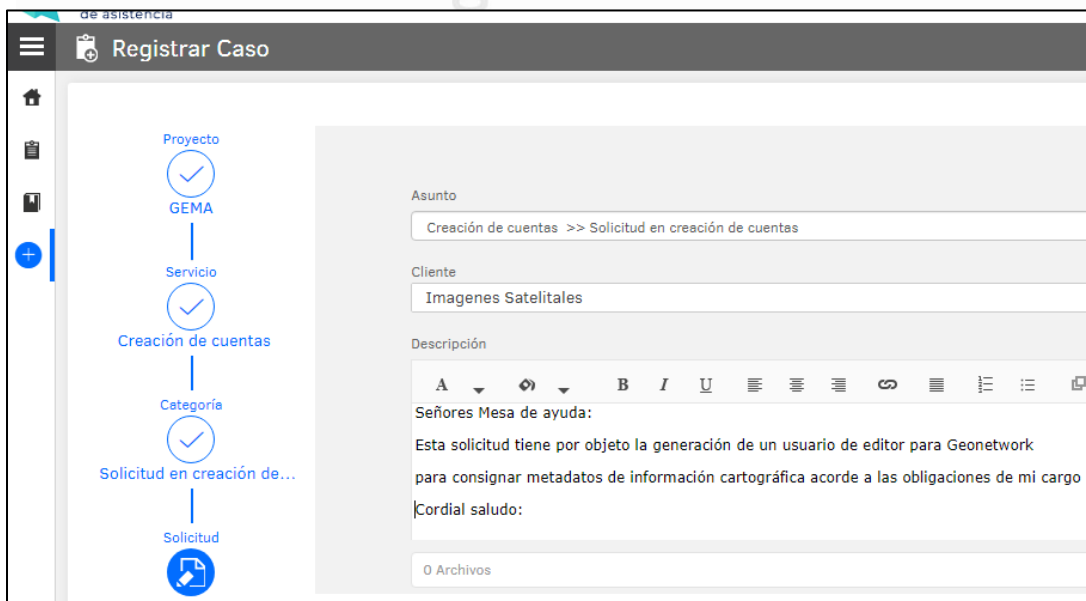 de asistencia
Registrar Caso
Proyecto
GEMA
Servicio
Creación de cuentas
Categoría
Solicitud en creación de...
Solicitud
Asunto
Creación de cuentas >> Solicitud en creación de cuentas
Cliente
Imagenes Satelitales
Descripción
A B I U
Señores Mesa de ayuda:
Esta solicitud tiene por objeto la generación de un usuario de editor para Geonetwork
para consignar metadatos de información cartográfica acorde a las obligaciones de mi cargo
Cordial saludo:
0 Archivos